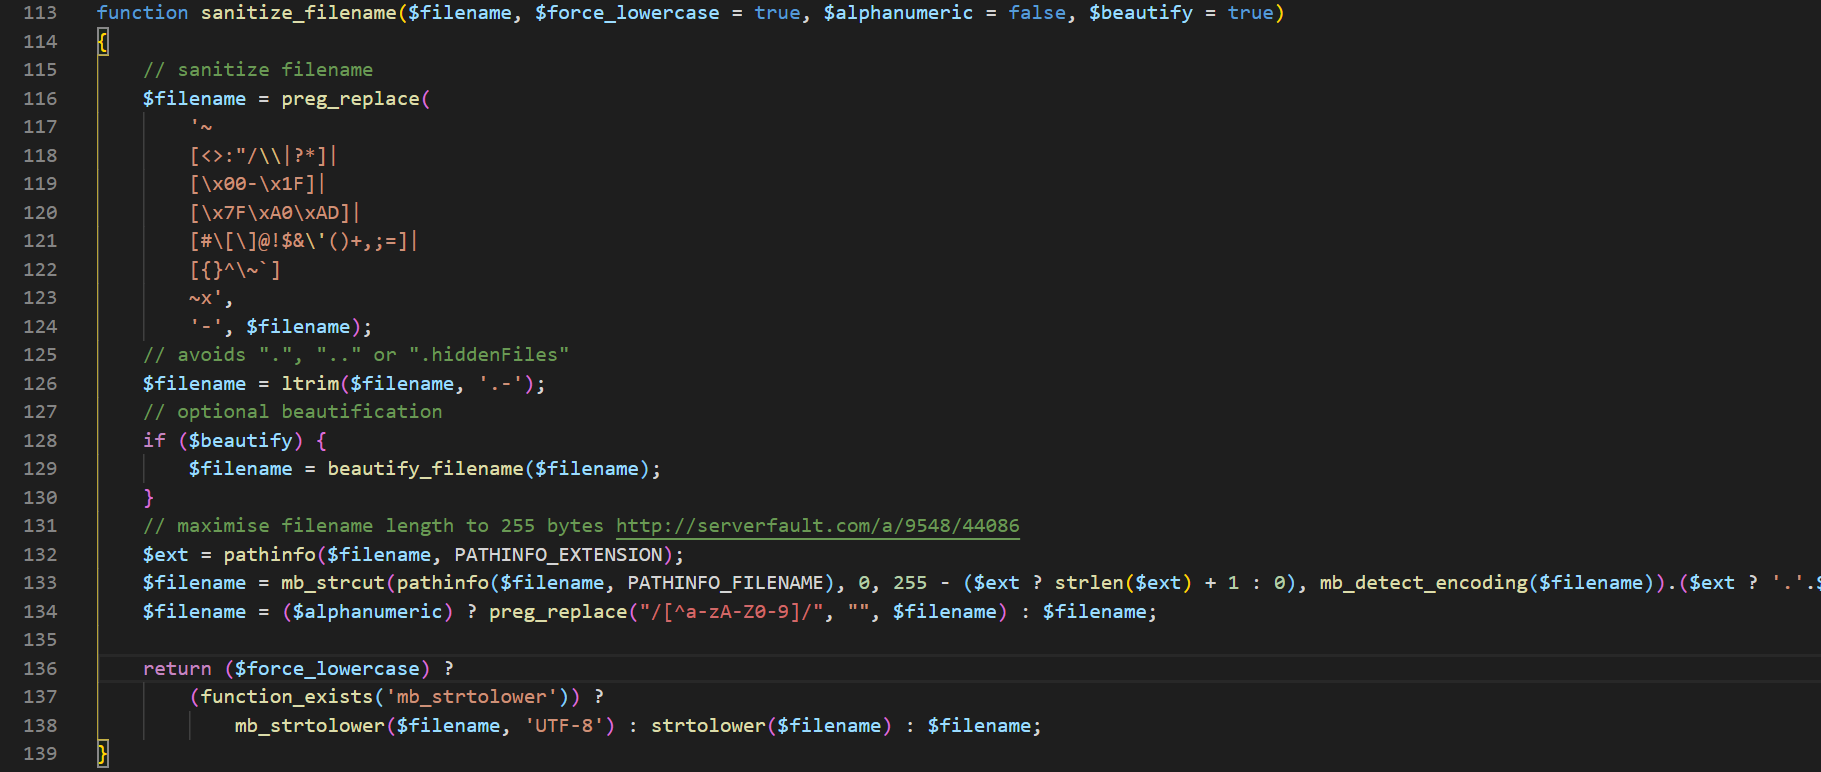 113 function sanitize_filename($filename, $force_lowercase = true, $alphanumeric = false, $beautify = true)
114 {
115 // sanitize filename
116 $filename = preg_replace(
117 '~
118 [<>:"/\\|?*]|
119 [\x00-\x1F]|
120 [\x7F\xA0\xAD]|
121 [#\[\]@!$&\'()+,;=]|
122 [{}^\~`]
123 ~x',
124 '-', $filename);
125 // avoids ".", ".." or ".hiddenFiles"
126 $filename = ltrim($filename, '.-');
127 // optional beautification
128 if ($beautify) {
129 $filename = beautify_filename($filename);
130 }
131 // maximise filename length to 255 bytes http://serverfault.com/a/9548/44086
132 $ext = pathinfo($filename, PATHINFO_EXTENSION);
133 $filename = mb_strcut(pathinfo($filename, PATHINFO_FILENAME), 0, 255 - ($ext ? strlen($ext) + 1 : 0), mb_detect_encoding($filename)).($ext ? '.'.$
134 $filename = ($alphanumeric) ? preg_replace("/[^a-zA-Z0-9]/", "", $filename) : $filename;
135
136 return ($force_lowercase) ?
137 (function_exists('mb_strtolower')) ?
138 mb_strtolower($filename, 'UTF-8') : strtolower($filename) : $filename;
139 }